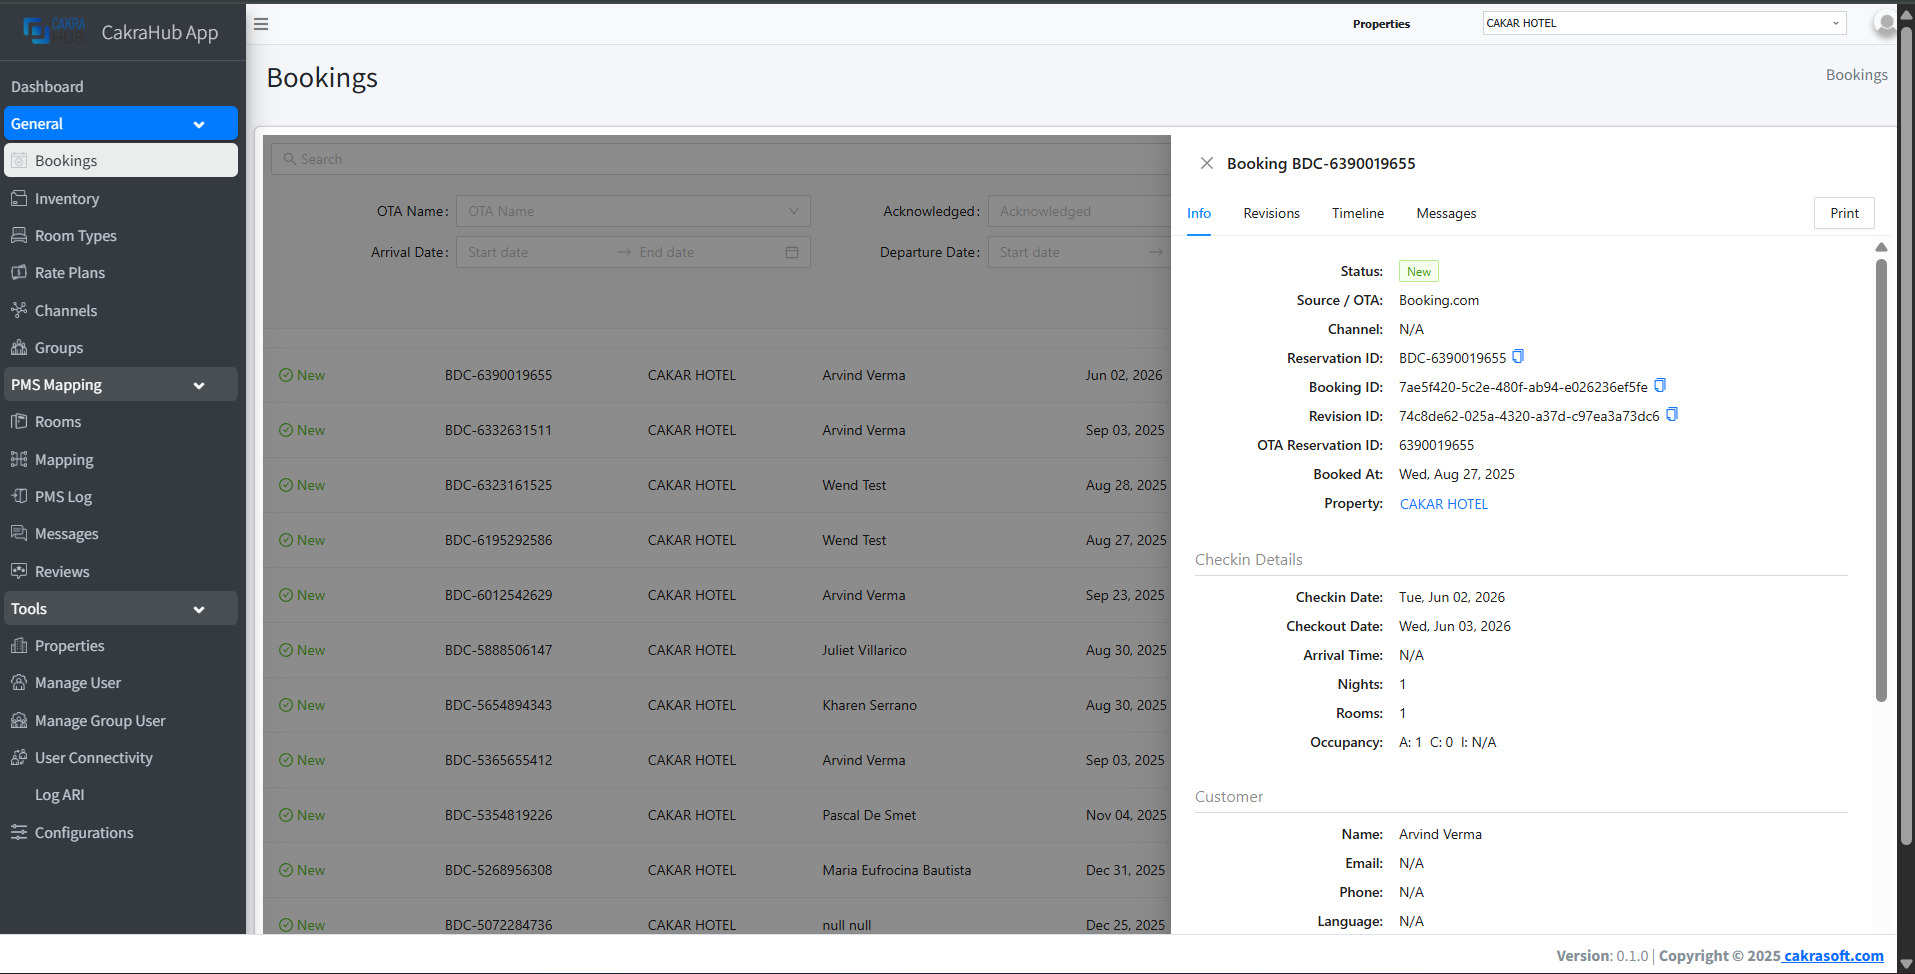 CAKRA
HUB
CakraHub App
Properties
CAKAR HOTEL
Dashboard
General
Bookings
Inventory
Room Types
Rate Plans
Channels
Groups
PMS Mapping
Rooms
Mapping
PMS Log
Messages
Reviews
Tools
Properties
Manage User
Manage Group User
User Connectivity
Log ARI
Configurations
Bookings
Bookings
Search
OTA Name: OTA Name
Acknowledged: Acknowledged
Arrival Date: Start date → End date
Departure Date: Start date →
New BDC-6390019655 CAKAR HOTEL Arvind Verma Jun 02, 2026
New BDC-6332631511 CAKAR HOTEL Arvind Verma Sep 03, 2025
New BDC-6323161525 CAKAR HOTEL Wend Test Aug 28, 2025
New BDC-6195292586 CAKAR HOTEL Wend Test Aug 27, 2025
New BDC-6012542629 CAKAR HOTEL Arvind Verma Sep 23, 2025
New BDC-5888506147 CAKAR HOTEL Juliet Villarico Aug 30, 2025
New BDC-5654894343 CAKAR HOTEL Kharen Serrano Aug 30, 2025
New BDC-5365655412 CAKAR HOTEL Arvind Verma Sep 03, 2025
New BDC-5354819226 CAKAR HOTEL Pascal De Smet Nov 04, 2025
New BDC-5268956308 CAKAR HOTEL Maria Eufrocina Bautista Dec 31, 2025
New BDC-5072284736 CAKAR HOTEL null null Dec 25, 2025
Booking BDC-6390019655
Info Revisions Timeline Messages
Print
Status: New
Source / OTA: Booking.com
Channel: N/A
Reservation ID: BDC-6390019655
Booking ID: 7ae5f420-5c2e-480f-ab94-e026236ef5fe
Revision ID: 74c8de62-025a-4320-a37d-c97ea3a73dc6
OTA Reservation ID: 6390019655
Booked At: Wed, Aug 27, 2025
Property: CAKAR HOTEL
Checkin Details
Checkin Date: Tue, Jun 02, 2026
Checkout Date: Wed, Jun 03, 2026
Arrival Time: N/A
Nights: 1
Rooms: 1
Occupancy: A: 1 C: 0 I: N/A
Customer
Name: Arvind Verma
Email: N/A
Phone: N/A
Language: N/A
Version: 0.1.0 | Copyright © 2025 cakrasoft.com